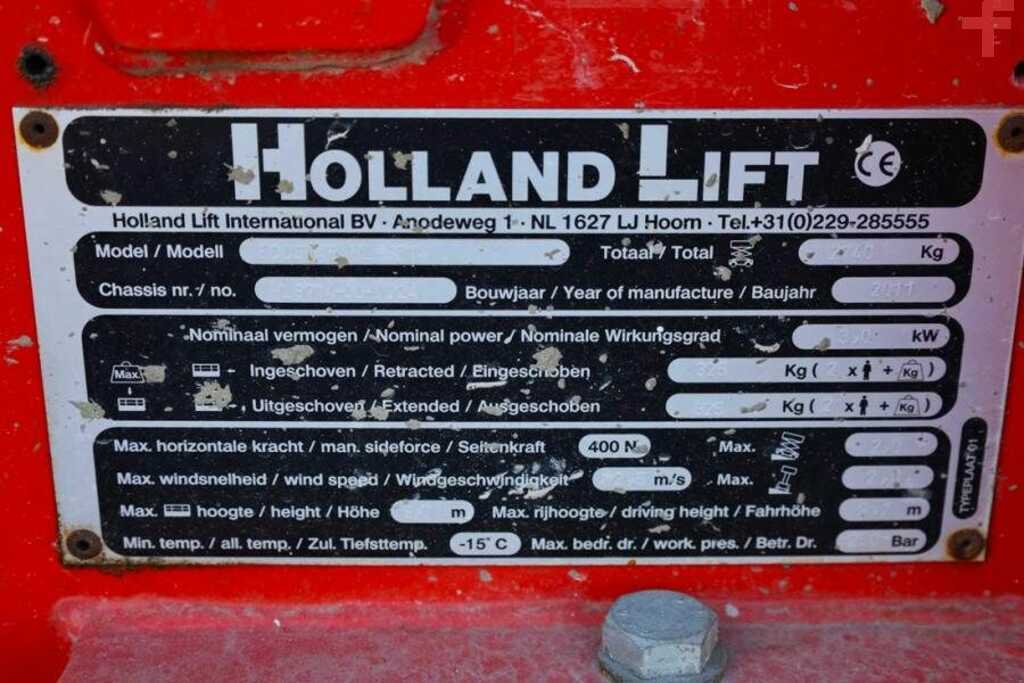 HOLLAND LIFT CE
Holland Lift International BV · Anodeweg 1 · NL 1627 LJ Hoorn · Tel.+31(0)229-285555
Model / Modell Totaal / Total Kg
Chassis nr. / no. Bouwjaar / Year of manufacture / Baujahr
Nominaal vermogen / Nominal power / Nominale Wirkungsgrad kW
Max. Ingeschoven / Retracted / Eingeschoben 325 Kg ( 2 x + Kg )
Uitgeschoven / Extended / Ausgeschoben Kg ( x + Kg )
Max. horizontale kracht / man. sideforce / Seitenkraft 400 N Max.
Max. windsnelheid / wind speed / Windgeschwindigkeit m/s Max.
Max. hoogte / height / Höhe m Max. rijhoogte / driving height / Fahrhöhe m
Min. temp. / all. temp. / Zul. Tiefsttemp. -15° C Max. bedr. dr. / work. pres. / Betr. Dr. Bar
TYPEPLAAT 01